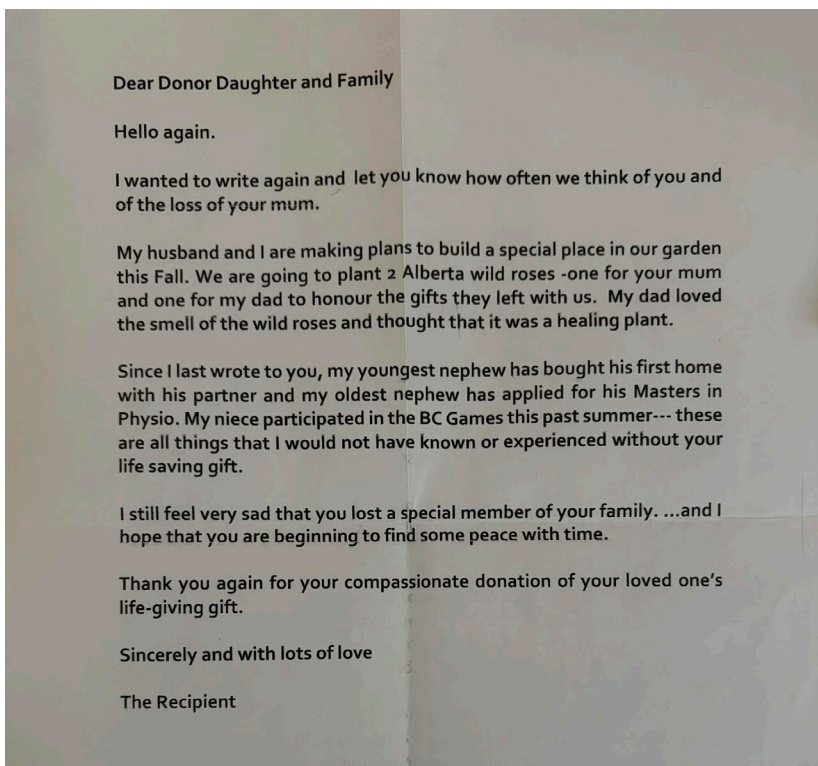 Dear Donor Daughter and Family
Hello again.
I wanted to write again and let you know how often we think of you and
of the loss of your mum.
My husband and I are making plans to build a special place in our garden
this Fall. We are going to plant 2 Alberta wild roses -one for your mum
and one for my dad to honour the gifts they left with us. My dad loved
the smell of the wild roses and thought that it was a healing plant.
Since I last wrote to you, my youngest nephew has bought his first home
with his partner and my oldest nephew has applied for his Masters in
Physio. My niece participated in the BC Games this past summer--- these
are all things that I would not have known or experienced without your
life saving gift.
I still feel very sad that you lost a special member of your family. ...and I
hope that you are beginning to find some peace with time.
Thank you again for your compassionate donation of your loved one's
life-giving gift.
Sincerely and with lots of love
The Recipient